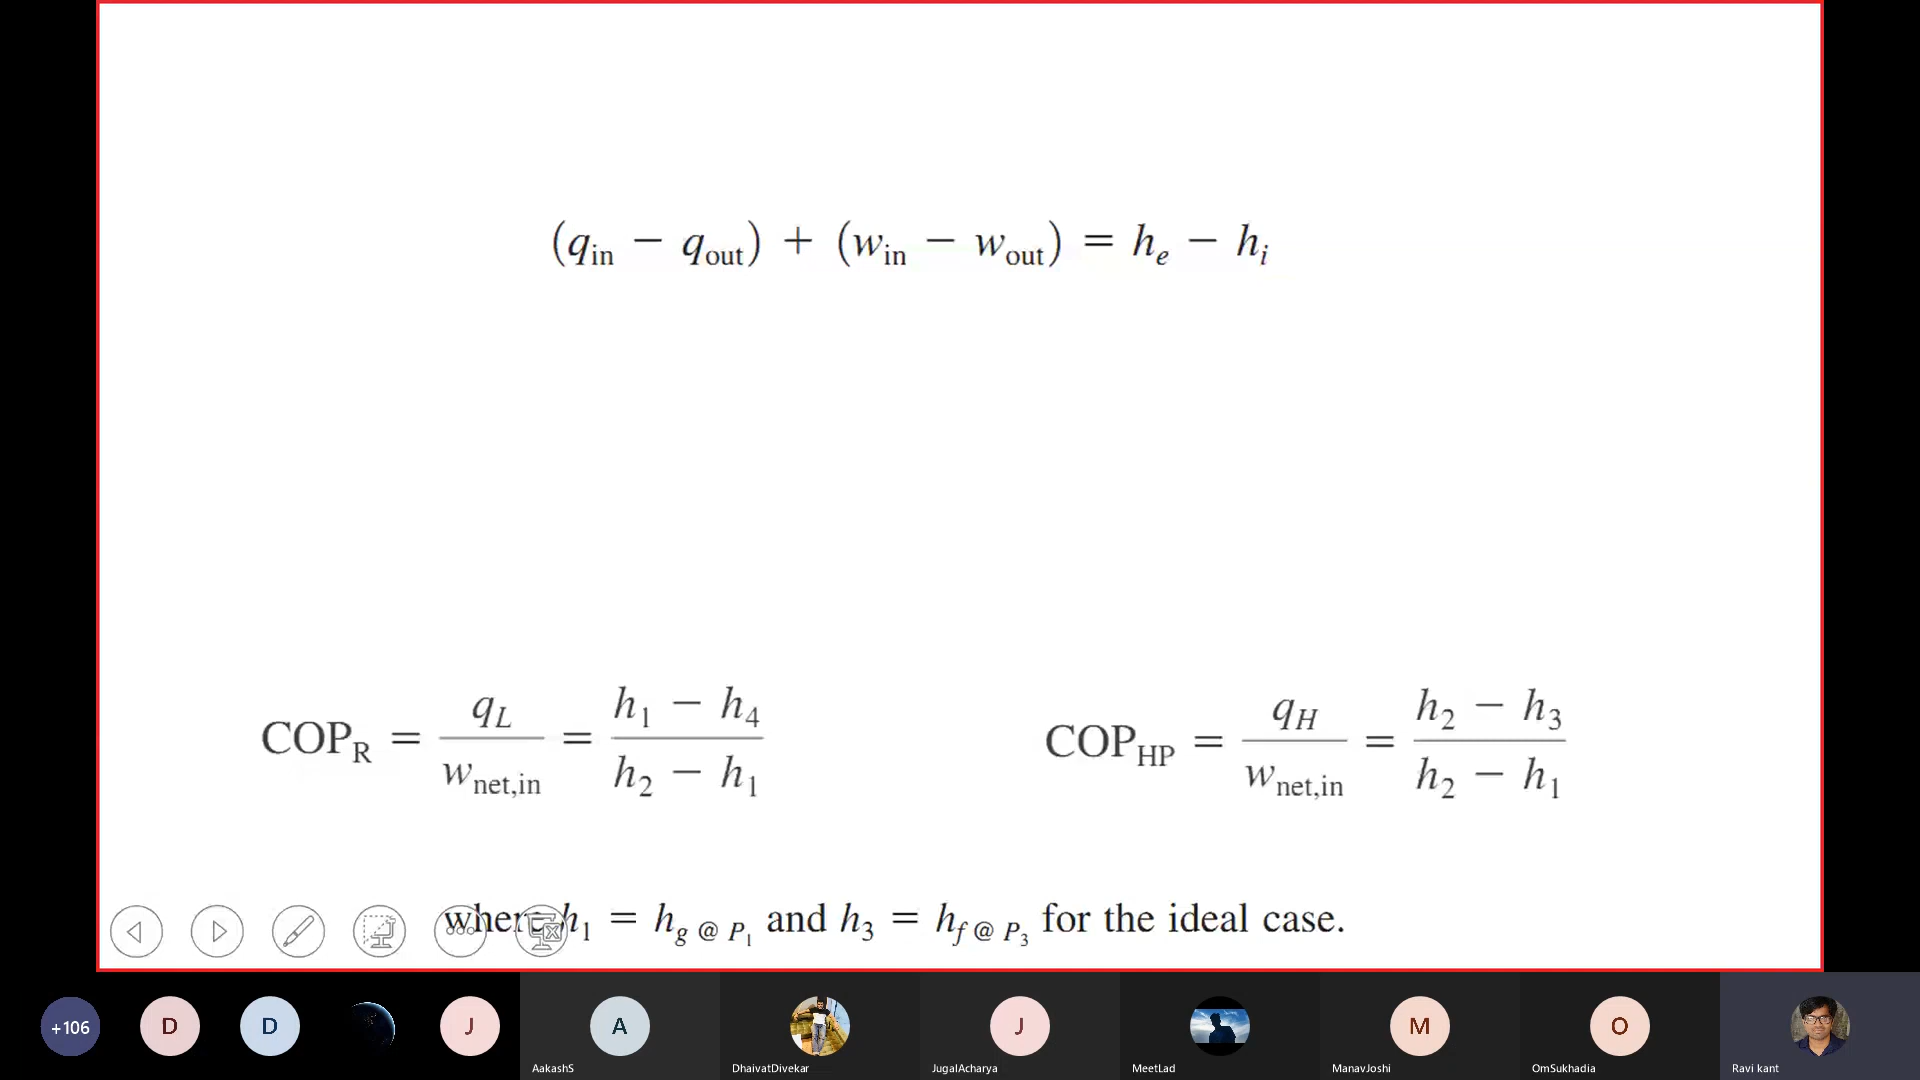 (q_in − q_out) + (w_in − w_out) = h_e − h_i
COP_R = q_L / w_net,in = (h_1 − h_4) / (h_2 − h_1)
COP_HP = q_H / w_net,in = (h_2 − h_3) / (h_2 − h_1)
where h_1 = h_g @ P_1 and h_3 = h_f @ P_3 for the ideal case.
+106
D
D
J
A
J
M
O
AakashS
DhaivatDivekar
JugalAcharya
MeetLad
ManavJoshi
OmSukhadia
Ravi kant